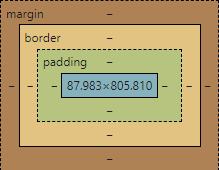 margin –
border –
padding –
– – – 87.983×805.810 – – –
–
–
–